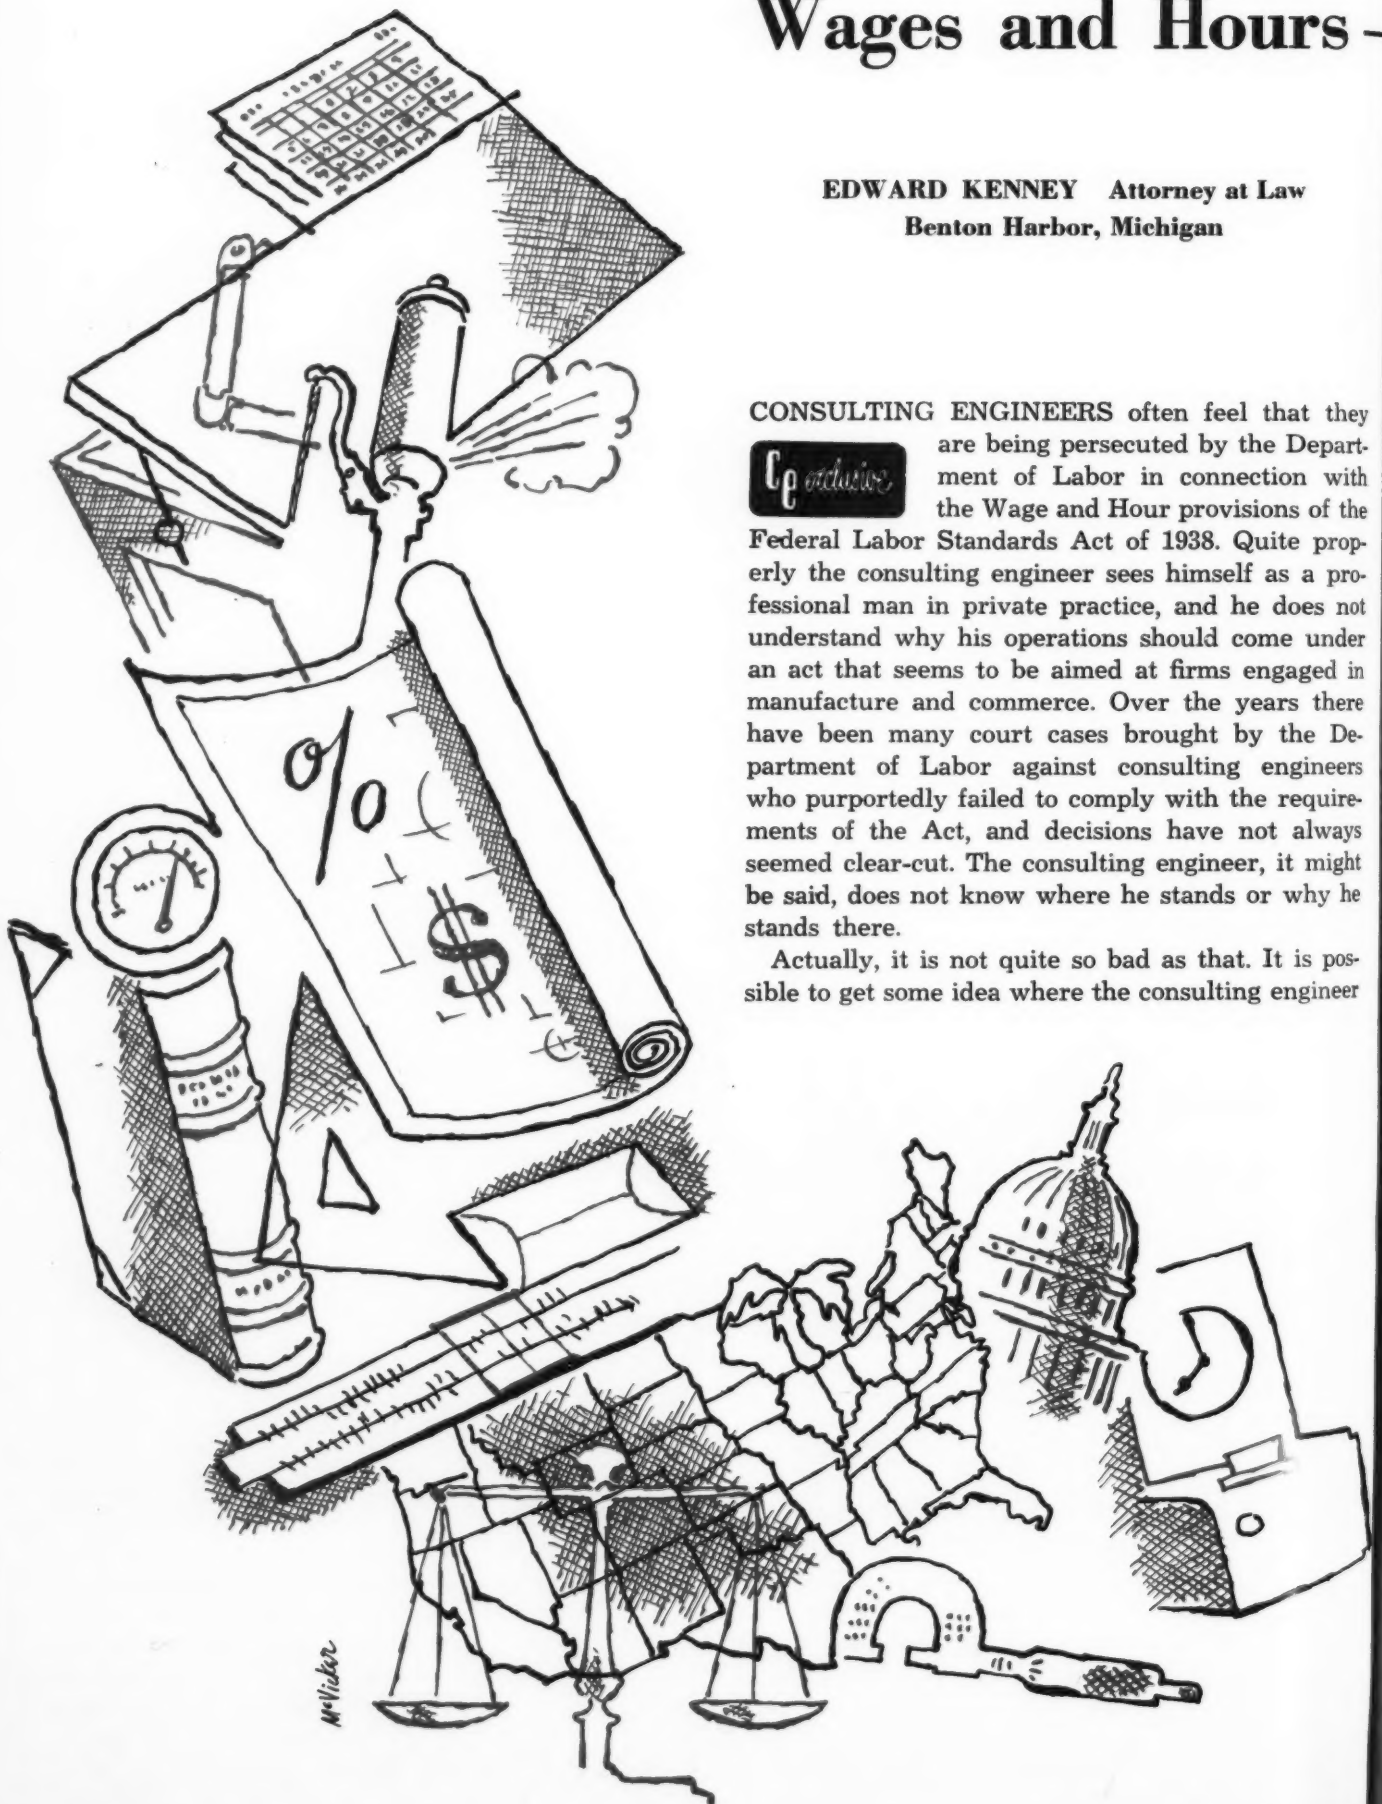 Wages and Hours—
EDWARD KENNEY Attorney at Law
Benton Harbor, Michigan
CONSULTING ENGINEERS often feel that they
Ce exclusive
are being persecuted by the Depart-
ment of Labor in connection with
the Wage and Hour provisions of the
Federal Labor Standards Act of 1938. Quite prop-
erly the consulting engineer sees himself as a pro-
fessional man in private practice, and he does not
understand why his operations should come under
an act that seems to be aimed at firms engaged in
manufacture and commerce. Over the years there
have been many court cases brought by the De-
partment of Labor against consulting engineers
who purportedly failed to comply with the require-
ments of the Act, and decisions have not always
seemed clear-cut. The consulting engineer, it might
be said, does not know where he stands or why he
stands there.
Actually, it is not quite so bad as that. It is pos-
sible to get some idea where the consulting engineer
%
$
McVicker